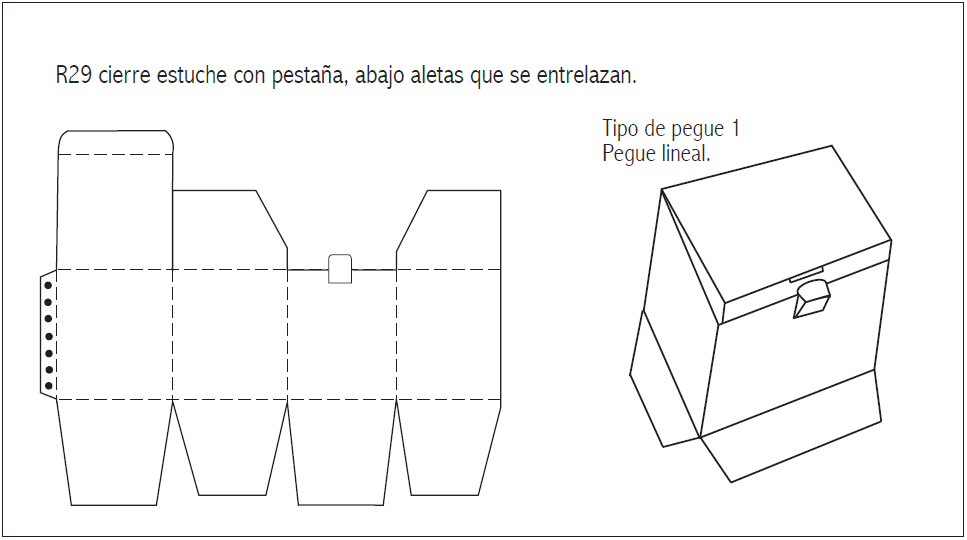 R29 cierre estuche con pestaña, abajo aletas que se entrelazan.
Tipo de pegue 1
Pegue lineal.